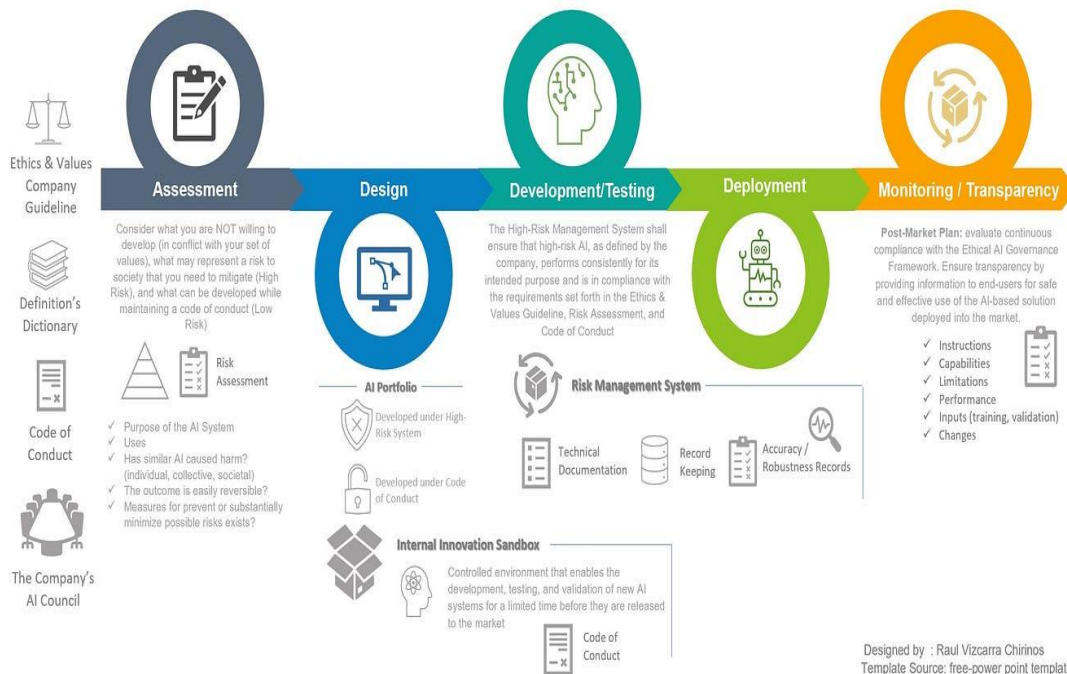 Ethics & Values
Company
Guideline
Definition's
Dictionary
Code of
Conduct
The Company's
AI Council
Assessment
Consider what you are NOT willing to
develop (in conflict with your set of
values), what may represent a risk to
society that you need to mitigate (High
Risk), and what can be developed while
maintaining a code of conduct (Low
Risk)
Risk
Assessment
✓ Purpose of the AI System
✓ Uses
✓ Has similar AI caused harm?
(individual, collective, societal)
✓ The outcome is easily reversible?
✓ Measures for prevent or substantially
minimize possible risks exists?
Design
AI Portfolio
Developed under High-
Risk System
Developed under Code
of Conduct
Internal Innovation Sandbox
Controlled environment that enables the
development, testing, and validation of new AI
systems for a limited time before they are released
to the market
Code of
Conduct
Development/Testing
The High-Risk Management System shall
ensure that high-risk AI, as defined by the
company, performs consistently for its
intended purpose and is in compliance with
the requirements set forth in the Ethics &
Values Guideline, Risk Assessment, and
Code of Conduct
Risk Management System
Technical
Documentation
Record
Keeping
Accuracy /
Robustness Records
Deployment
Monitoring / Transparency
Post-Market Plan: evaluate continuous
compliance with the Ethical AI Governance
Framework. Ensure transparency by
providing information to end-users for safe
and effective use of the AI-based solution
deployed into the market.
✓ Instructions
✓ Capabilities
✓ Limitations
✓ Performance
✓ Inputs (training, validation)
✓ Changes
Designed by : Raul Vizcarra Chirinos
Template Source: free-power point templat